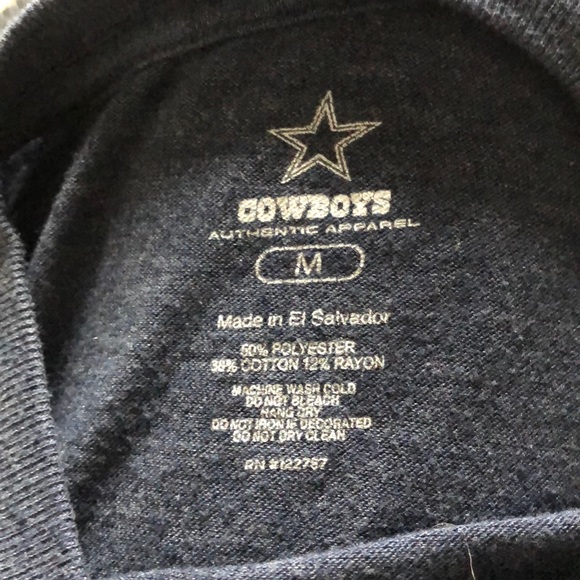 COWBOYS
AUTHENTIC APPAREL
M
Made in El Salvador
50% POLYESTER
38% COTTON 12% RAYON
MACHINE WASH COLD
DO NOT BLEACH
HANG DRY
DO NOT IRON IF DECORATED
DO NOT DRY CLEAN
RN #122787